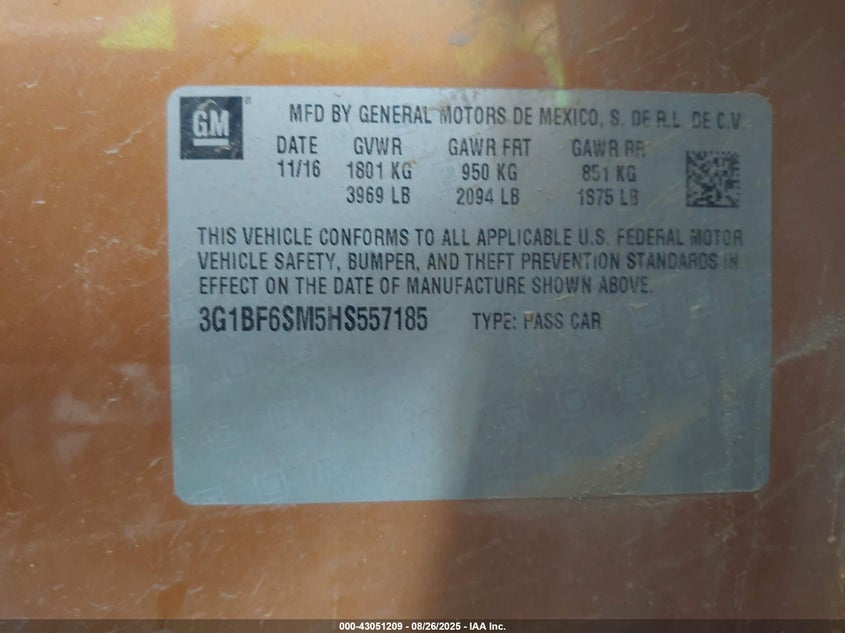 GM ®
MFD BY GENERAL MOTORS DE MEXICO, S. DE R.L. DE C.V
DATE GVWR GAWR FRT GAWR RR
11/16 1801 KG 950 KG 851 KG
3969 LB 2094 LB 1875 LB
THIS VEHICLE CONFORMS TO ALL APPLICABLE U.S. FEDERAL MOTOR
VEHICLE SAFETY, BUMPER, AND THEFT PREVENTION STANDARDS IN
EFFECT ON THE DATE OF MANUFACTURE SHOWN ABOVE.
3G1BF6SM5HS557185 TYPE: PASS CAR
000-43051209 - 08/26/2025 - IAA Inc.